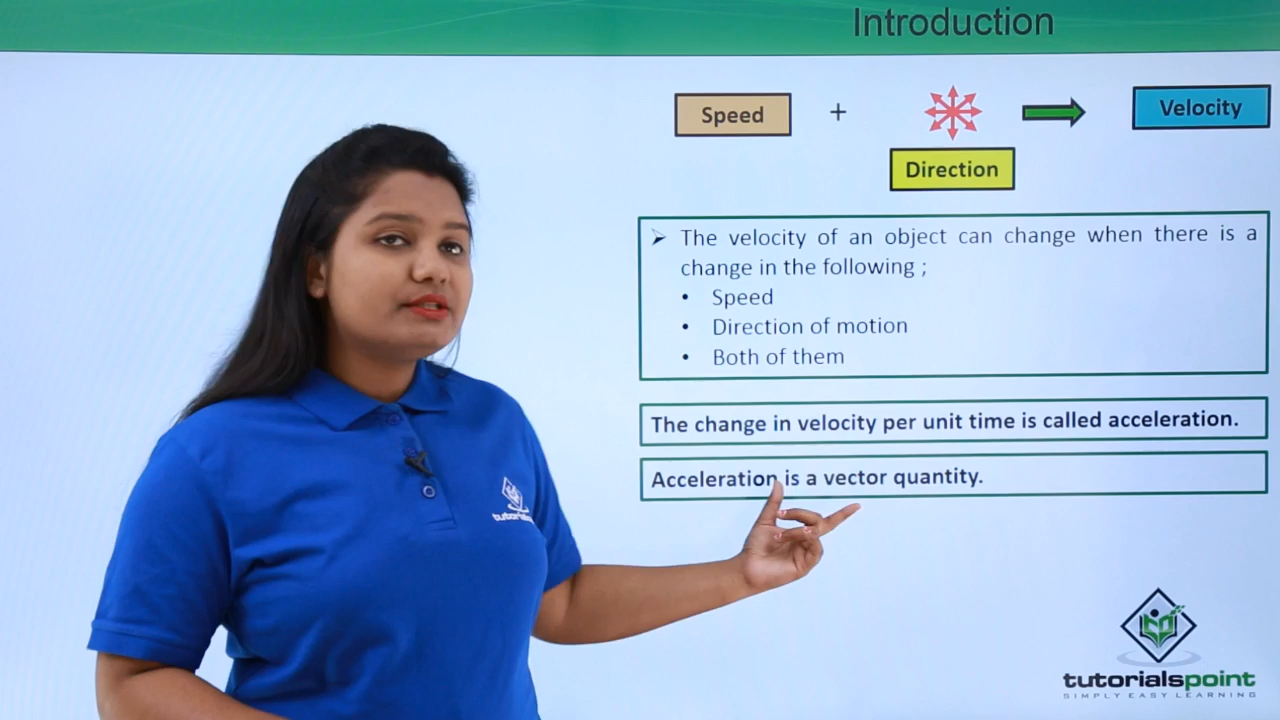 Introduction
Speed
+
Velocity
Direction
➢ The velocity of an object can change when there is a
change in the following ;
• Speed
• Direction of motion
• Both of them
The change in velocity per unit time is called acceleration.
Acceleration is a vector quantity.
tutorialspoint
SIMPLY EASY LEARNING